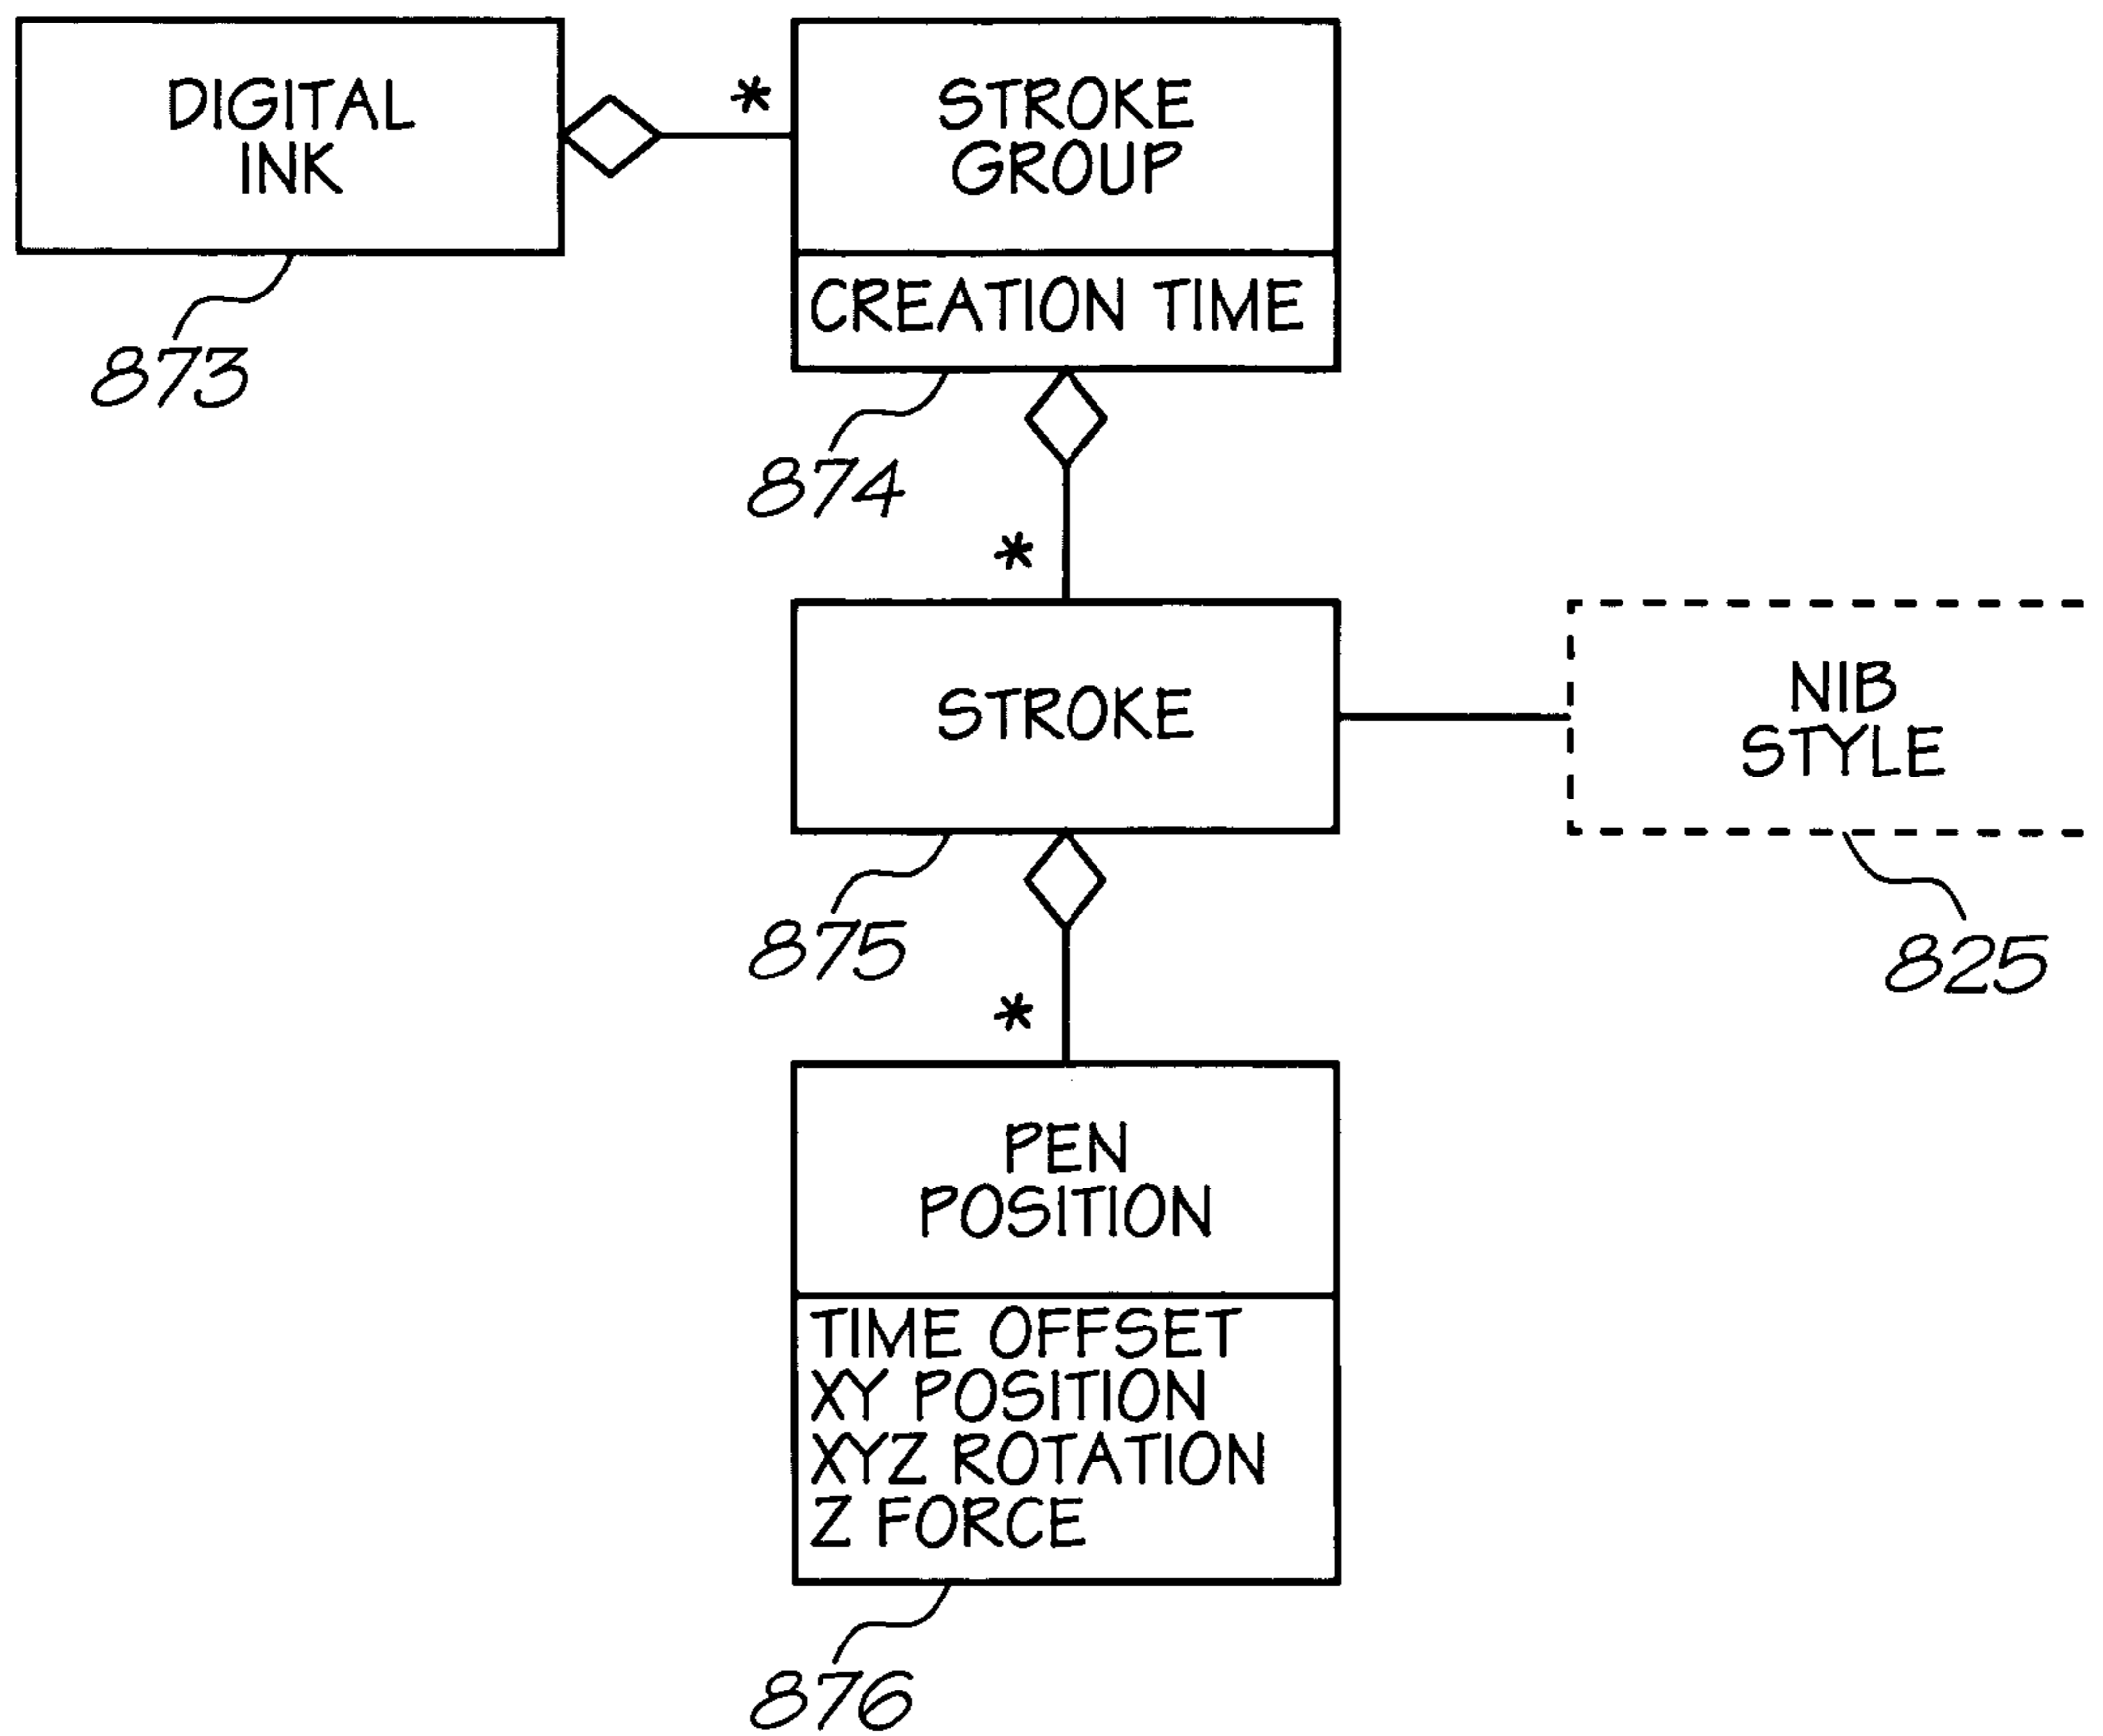 DIGITAL
INK
*
STROKE
GROUP
CREATION TIME
873
874
*
STROKE
NIB
STYLE
875
825
*
PEN
POSITION
TIME OFFSET
XY POSITION
XYZ ROTATION
Z FORCE
876